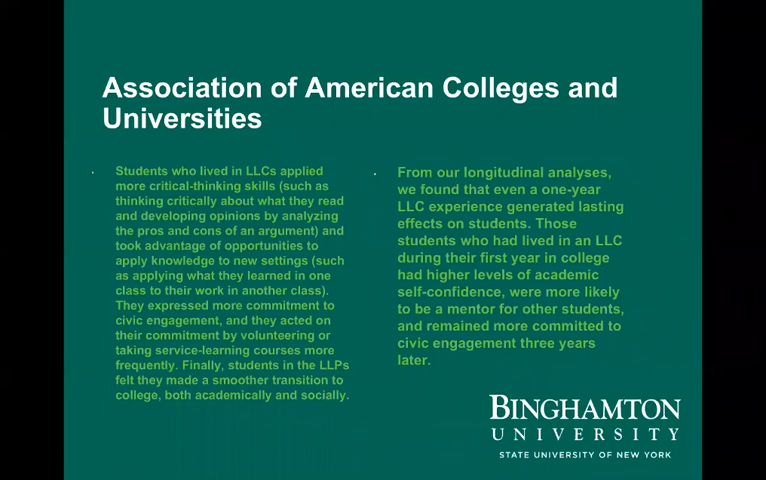 Association of American Colleges and
Universities
· Students who lived in LLCs applied
more critical-thinking skills (such as
thinking critically about what they read
and developing opinions by analyzing
the pros and cons of an argument) and
took advantage of opportunities to
apply knowledge to new settings (such
as applying what they learned in one
class to their work in another class).
They expressed more commitment to
civic engagement, and they acted on
their commitment by volunteering or
taking service-learning courses more
frequently. Finally, students in the LLPs
felt they made a smoother transition to
college, both academically and socially.
· From our longitudinal analyses,
we found that even a one-year
LLC experience generated lasting
effects on students. Those
students who had lived in an LLC
during their first year in college
had higher levels of academic
self-confidence, were more likely
to be a mentor for other students,
and remained more committed to
civic engagement three years
later.
BINGHAMTON
UNIVERSITY
STATE UNIVERSITY OF NEW YORK